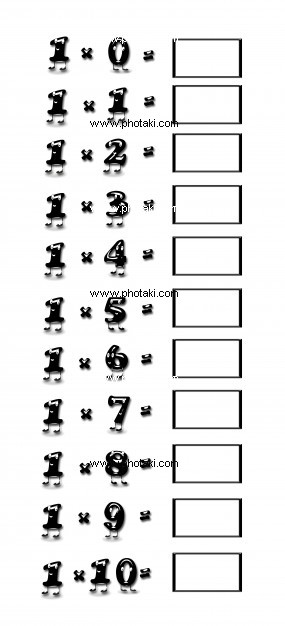 1 × 0 =
1 × 1 =
www.photaki.com
1 × 2 =
1 × 3 =
1 × 4 =
www.photaki.com
1 × 5 =
1 × 6 =
1 × 7 =
1 × 8 =
www.photaki.com
1 × 9 =
1 × 10 =